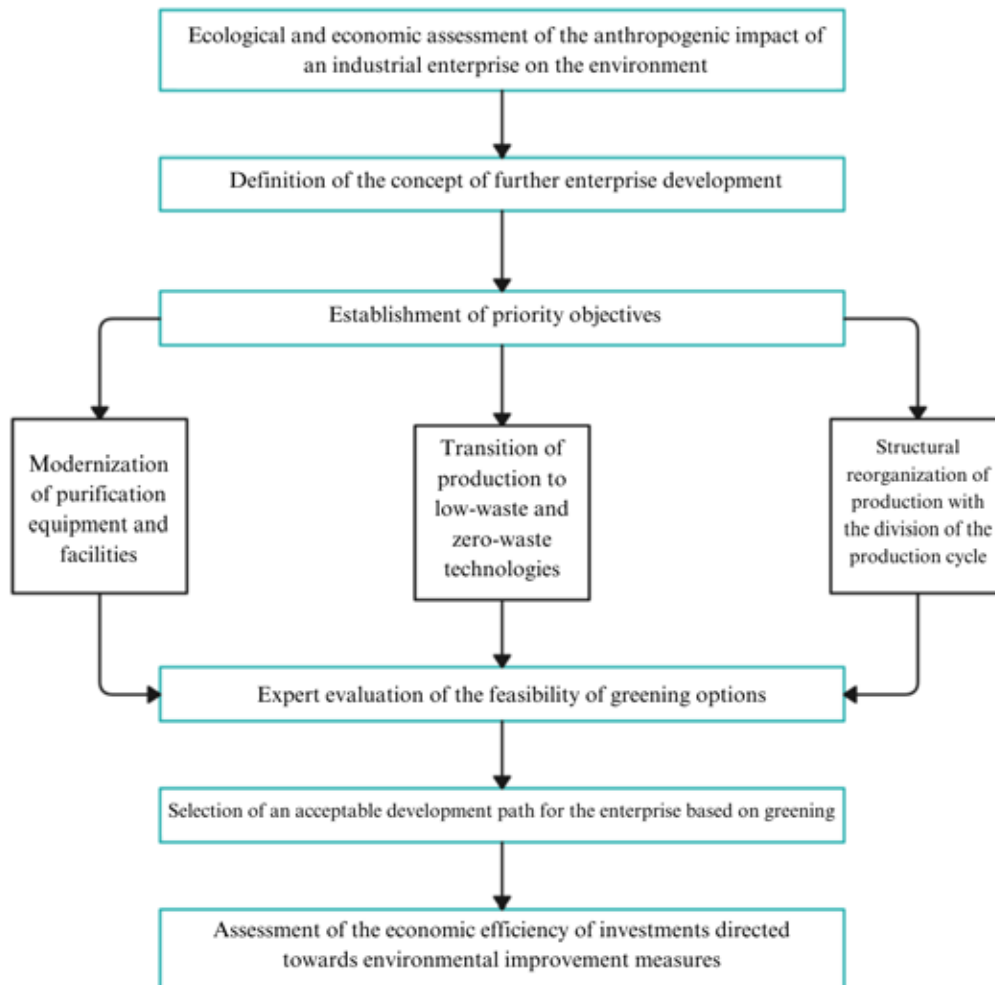 Ecological and economic assessment of the anthropogenic impact of
an industrial enterprise on the environment
Definition of the concept of further enterprise development
Establishment of priority objectives
Modernization
of purification
equipment and
facilities
Transition of
production to
low-waste and
zero-waste
technologies
Structural
reorganization of
production with
the division of the
production cycle
Expert evaluation of the feasibility of greening options
Selection of an acceptable development path for the enterprise based on greening
Assessment of the economic efficiency of investments directed
towards environmental improvement measures